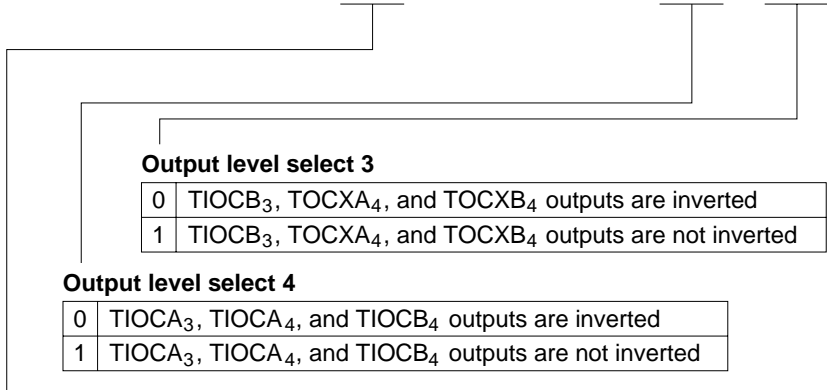 Output level select 3
0 TIOCB₃, TOCXA₄, and TOCXB₄ outputs are inverted
1 TIOCB₃, TOCXA₄, and TOCXB₄ outputs are not inverted
Output level select 4
0 TIOCA₃, TIOCA₄, and TIOCB₄ outputs are inverted
1 TIOCA₃, TIOCA₄, and TIOCB₄ outputs are not inverted